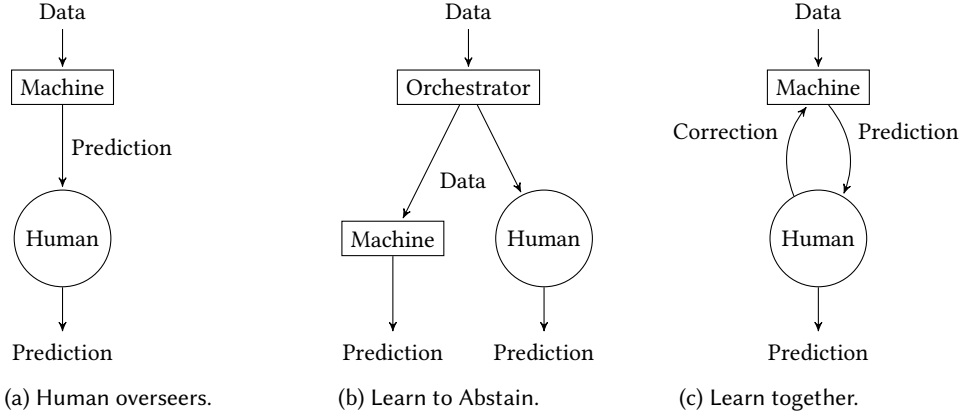 Data
Machine
Prediction
Human
Prediction
(a) Human overseers.
Data
Orchestrator
Data
Machine
Human
Prediction
Prediction
(b) Learn to Abstain.
Data
Machine
Correction
Prediction
Human
Prediction
(c) Learn together.